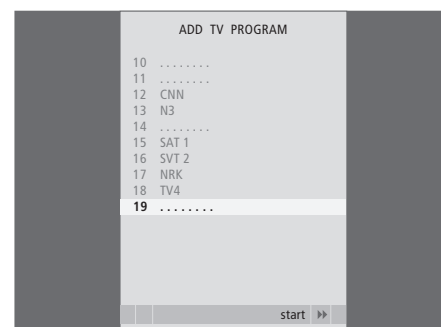 ADD TV PROGRAM
10 ........
11 ........
12 CNN
13 N3
14 ........
15 SAT 1
16 SVT 2
17 NRK
18 TV4
19 ........
start